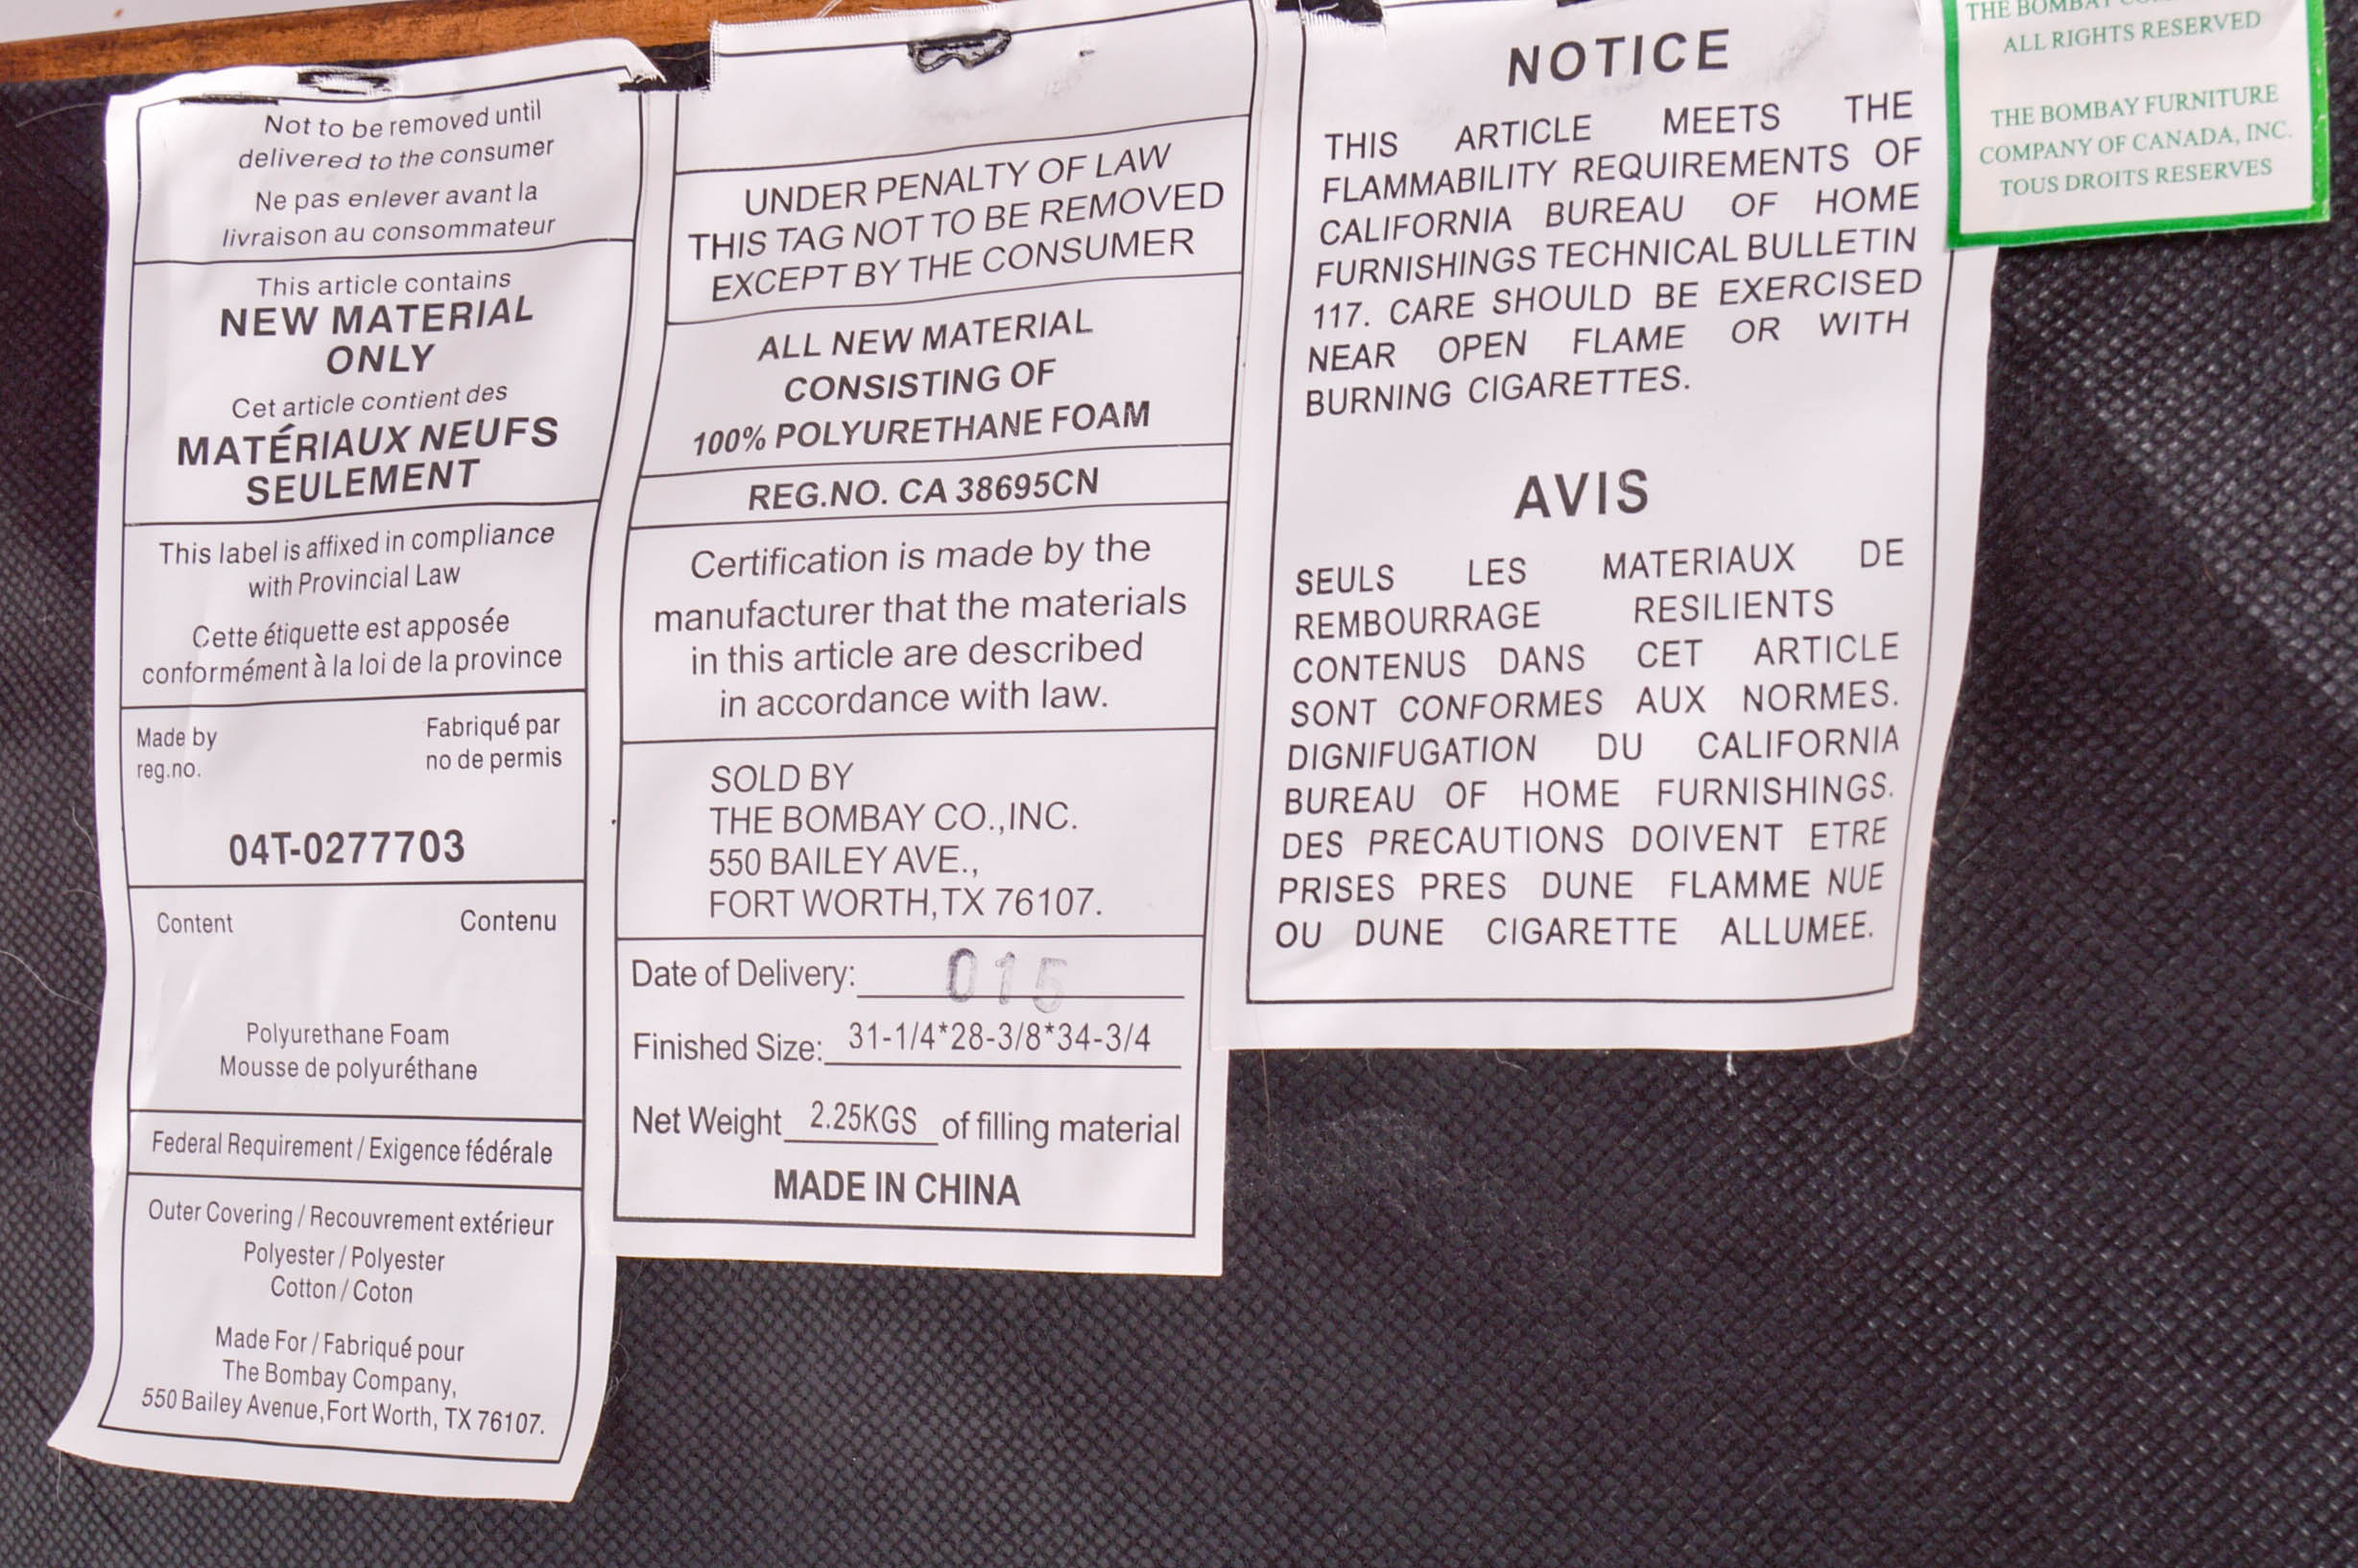 Not to be removed until
delivered to the consumer
Ne pas enlever avant la
livraison au consommateur
This article contains
NEW MATERIAL
ONLY
Cet article contient des
MATÉRIAUX NEUFS
SEULEMENT
This label is affixed in compliance
with Provincial Law
Cette étiquette est apposée
conformément à la loi de la province
Made by
reg.no.
Fabriqué par
no de permis
04T-0277703
Content Contenu
Polyurethane Foam
Mousse de polyuréthane
Federal Requirement / Exigence fédérale
Outer Covering / Recouvrement extérieur
Polyester / Polyester
Cotton / Coton
Made For / Fabriqué pour
The Bombay Company,
550 Bailey Avenue, Fort Worth, TX 76107.
UNDER PENALTY OF LAW
THIS TAG NOT TO BE REMOVED
EXCEPT BY THE CONSUMER
ALL NEW MATERIAL
CONSISTING OF
100% POLYURETHANE FOAM
REG.NO. CA 38695CN
Certification is made by the
manufacturer that the materials
in this article are described
in accordance with law.
SOLD BY
THE BOMBAY CO.,INC.
550 BAILEY AVE.,
FORT WORTH,TX 76107.
Date of Delivery: 015
Finished Size: 31-1/4*28-3/8*34-3/4
Net Weight 2.25KGS of filling material
MADE IN CHINA
NOTICE
THIS ARTICLE MEETS THE
FLAMMABILITY REQUIREMENTS OF
CALIFORNIA BUREAU OF HOME
FURNISHINGS TECHNICAL BULLETIN
117. CARE SHOULD BE EXERCISED
NEAR OPEN FLAME OR WITH
BURNING CIGARETTES.
AVIS
SEULS LES MATERIAUX DE
REMBOURRAGE RESILIENTS
CONTENUS DANS CET ARTICLE
SONT CONFORMES AUX NORMES.
DIGNIFUGATION DU CALIFORNIA
BUREAU OF HOME FURNISHINGS.
DES PRECAUTIONS DOIVENT ETRE
PRISES PRES DUNE FLAMME NUE
OU DUNE CIGARETTE ALLUMEE.
THE BOMBAY
ALL RIGHTS RESERVED
THE BOMBAY FURNITURE
COMPANY OF CANADA, INC.
TOUS DROITS RESERVES